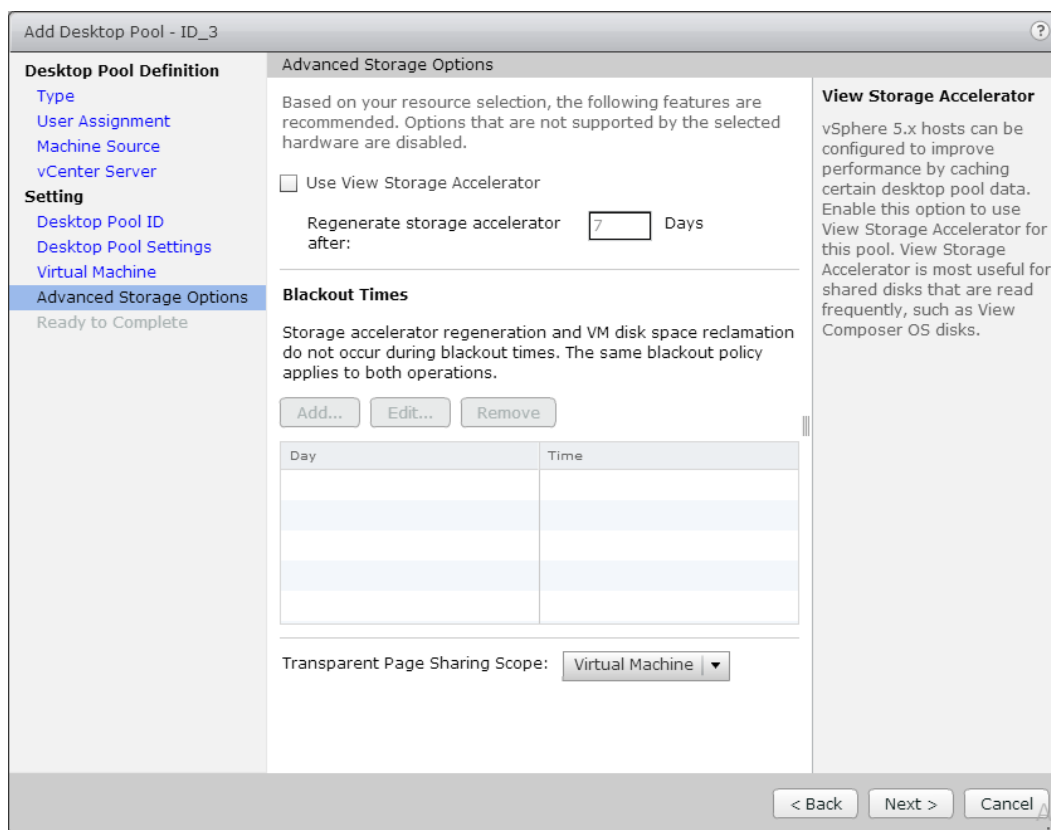 Add Desktop Pool - ID_3
?
Desktop Pool Definition
Type
User Assignment
Machine Source
vCenter Server
Setting
Desktop Pool ID
Desktop Pool Settings
Virtual Machine
Advanced Storage Options
Ready to Complete
Advanced Storage Options
Based on your resource selection, the following features are
recommended. Options that are not supported by the selected
hardware are disabled.
Use View Storage Accelerator
Regenerate storage accelerator
after:
7
Days
Blackout Times
Storage accelerator regeneration and VM disk space reclamation
do not occur during blackout times. The same blackout policy
applies to both operations.
Add... Edit... Remove
Day Time
Transparent Page Sharing Scope: Virtual Machine
View Storage Accelerator
vSphere 5.x hosts can be
configured to improve
performance by caching
certain desktop pool data.
Enable this option to use
View Storage Accelerator for
this pool. View Storage
Accelerator is most useful for
shared disks that are read
frequently, such as View
Composer OS disks.
< Back Next > Cancel
A